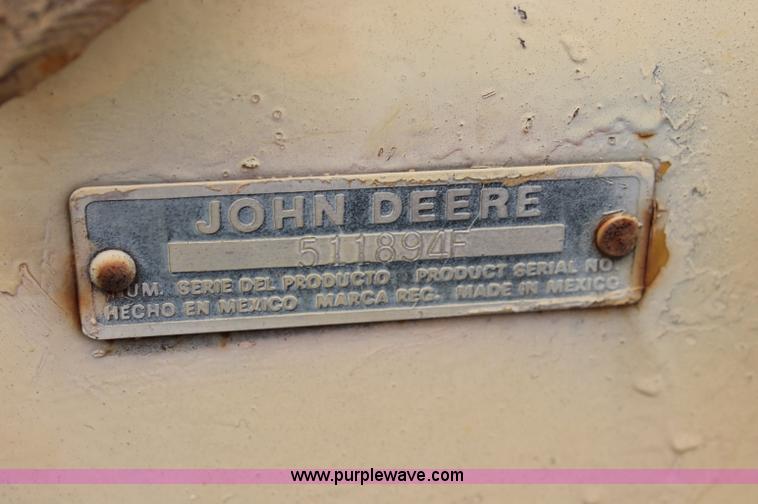 JOHN DEERE
511894F
NUM. SERIE DEL PRODUCTO PRODUCT SERIAL NO.
HECHO EN MEXICO MARCA REG. MADE IN MEXICO
www.purplewave.com